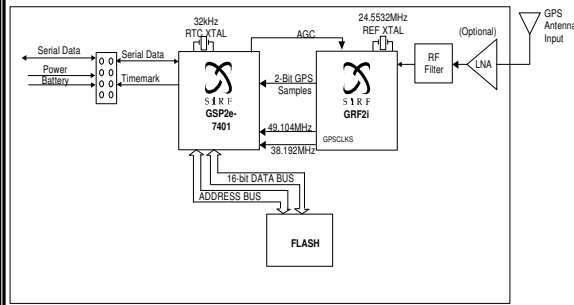 GPS
Antenna
Input
32kHz
RTC XTAL
24.5532MHz
REF XTAL
(Optional)
AGC
Serial Data
Serial Data
Power
Battery
Timemark
SiRF
GSP2e-
7401
2-Bit GPS
Samples
SiRF
GRF2i
RF
Filter
LNA
49.104MHz
GPSCLKS
38.192MHz
16-bit DATA BUS
ADDRESS BUS
FLASH